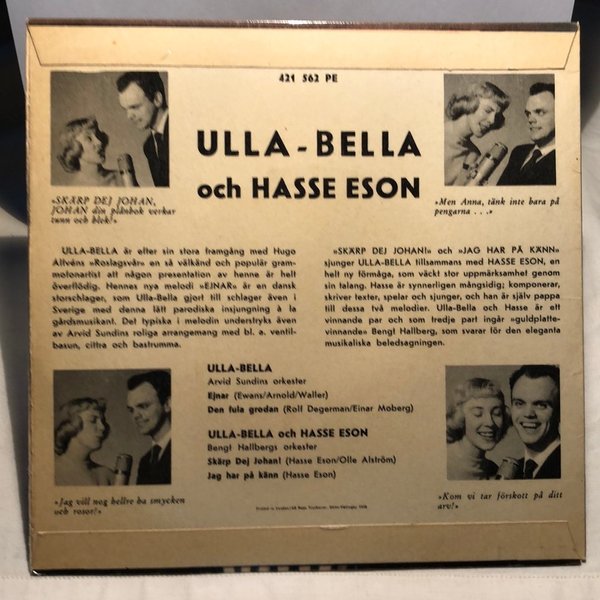 421 562 PE
ULLA-BELLA
och HASSE ESON
»SKÄRP DEJ JOHAN,
JOHAN din plånbok verkar
tunn och blek!»
»Men Anna, tänk inte bara på
pengarna . . .»
ULLA-BELLA är efter sin stora framgång med Hugo
Alfvéns »Roslagsvår» en så välkänd och populär gram-
mofonartist att någon presentation av henne är helt
överflödig. Hennes nya melodi »EJNAR» är en dansk
storschlager, som Ulla-Bella gjort till schlager även i
Sverige med denna lätt parodiska insjungning à la
gårdsmusikant. Det typiska i melodin understryks även
av Arvid Sundins roliga arrangemang med bl. a. ventil-
basun, cittra och bastrumma.
»SKÄRP DEJ JOHAN!» och »JAG HAR PÅ KÄNN»
sjunger ULLA-BELLA tillsammans med HASSE ESON, en
helt ny förmåga, som väckt stor uppmärksamhet genom
sin talang. Hasse är synnerligen mångsidig; komponerar,
skriver texter, spelar och sjunger, och han är själv pappa
till dessa två melodier. Ulla-Bella och Hasse är ett
vinnande par och som tredje part ingår »guldplatte-
vinnande» Bengt Hallberg, som svarar för den eleganta
musikaliska beledsagningen.
ULLA-BELLA
Arvid Sundins orkester
Ejnar (Ewans/Arnold/Waller)
Den fula grodan (Rolf Degerman/Einar Moberg)
ULLA-BELLA och HASSE ESON
Bengt Hallbergs orkester
Skärp Dej Johan! (Hasse Eson/Olle Alström)
Jag har på känn (Hasse Eson)
»Jag vill nog hellre ha smycken
och rosor!»
»Kom vi tar förskott på ditt
arv!»